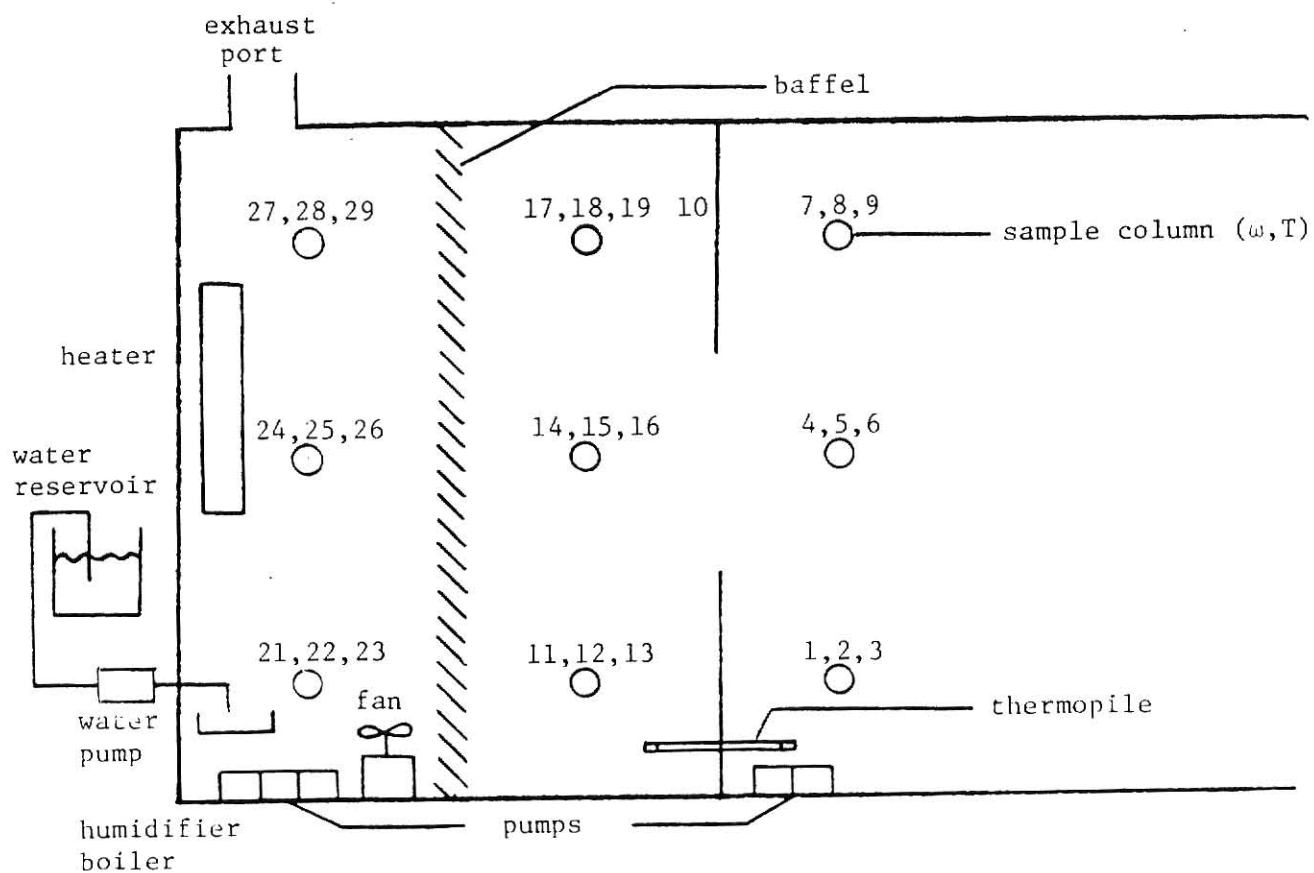 exhaust
port
baffel
27,28,29
17,18,19 10
7,8,9
sample column (ω,T)
heater
24,25,26
14,15,16
4,5,6
water
reservoir
21,22,23
11,12,13
1,2,3
fan
thermopile
water
pump
pumps
humidifier
boiler